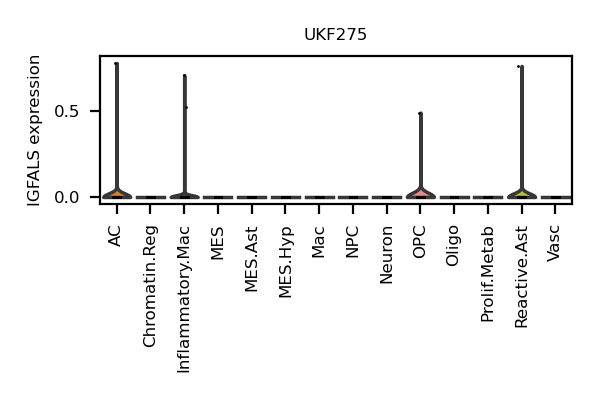 UKF275
IGFALS expression
0.5
0.0
AC
Chromatin.Reg
Inflammatory.Mac
MES
MES.Ast
MES.Hyp
Mac
NPC
Neuron
OPC
Oligo
Prolif.Metab
Reactive.Ast
Vasc